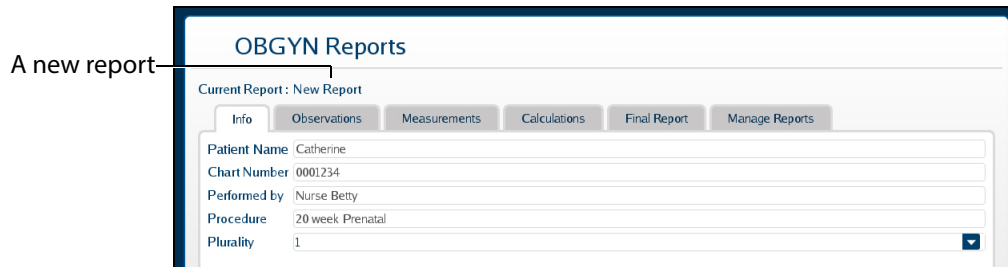 OBGYN Reports
A new report
Current Report : New Report
Info Observations Measurements Calculations Final Report Manage Reports
Patient Name Catherine
Chart Number 0001234
Performed by Nurse Betty
Procedure 20 week Prenatal
Plurality 1